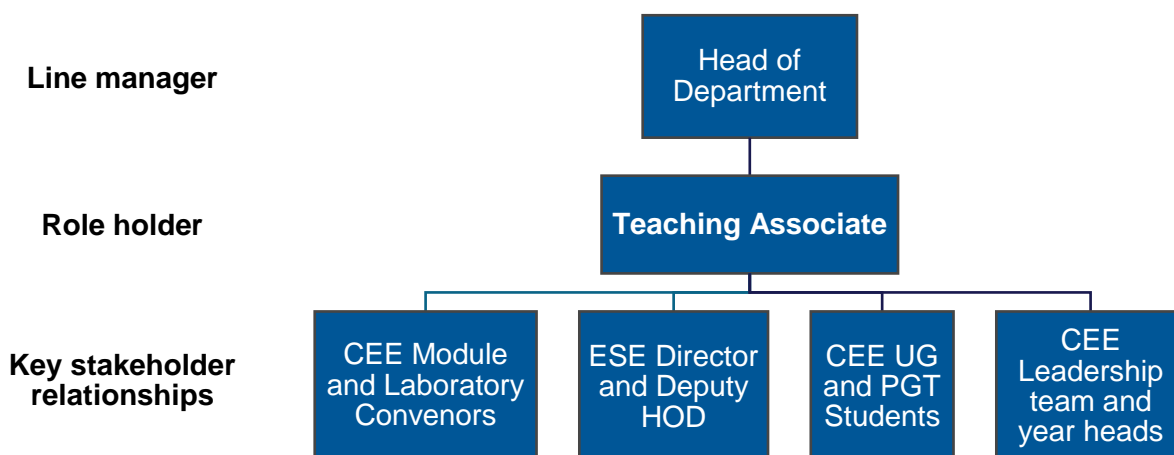 Line manager
Head of
Department
Role holder
Teaching Associate
Key stakeholder
relationships
CEE Module
and Laboratory
Convenors
ESE Director
and Deputy
HOD
CEE UG
and PGT
Students
CEE
Leadership
team and
year heads